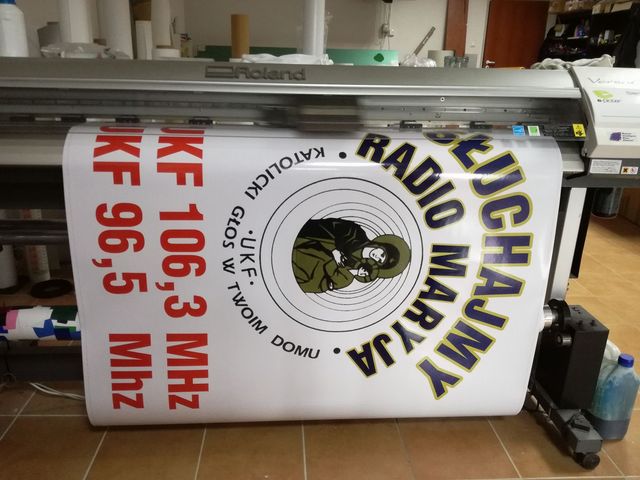 Roland
SŁUCHAJMY
RADIO MARYJA
• KATOLICKI GŁOS W TWOIM DOMU •
• UKF •
UKF 106,3 MHz
UKF 96,5 Mhz